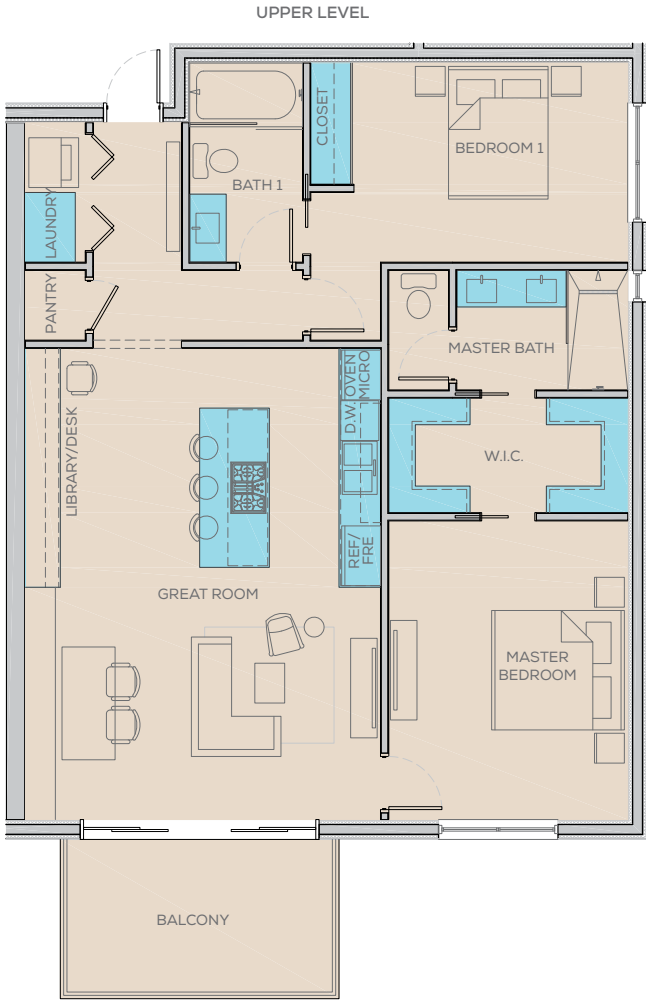 UPPER LEVEL
CLOSET
BEDROOM 1
BATH 1
LAUNDRY
PANTRY
MASTER BATH
LIBRARY/DESK
D.W. OVEN
MICRO
W.I.C.
REF/
FRE
GREAT ROOM
MASTER
BEDROOM
BALCONY